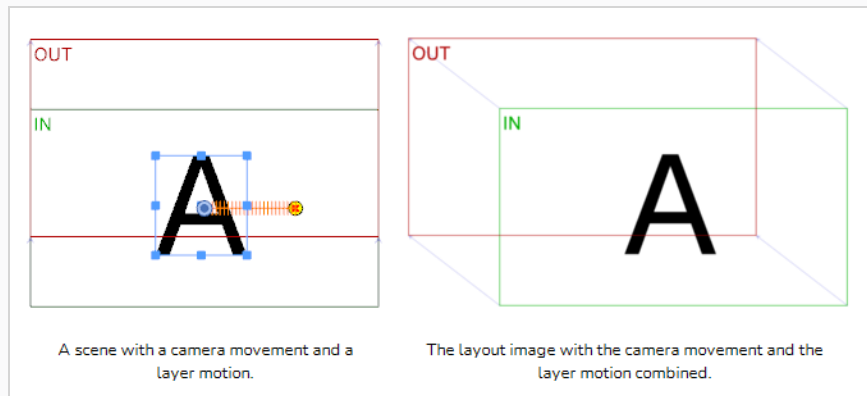 OUT
IN
A
A scene with a camera movement and a
layer motion.
OUT
IN
A
The layout image with the camera movement and the
layer motion combined.